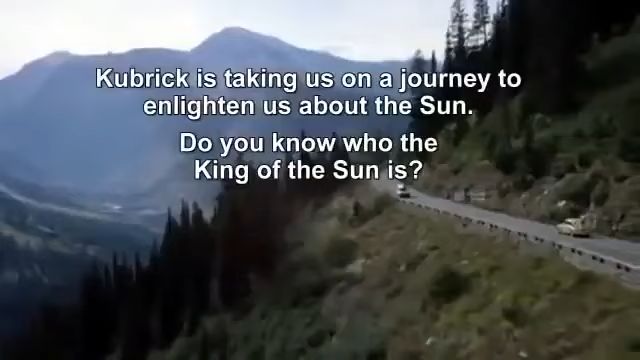 Kubrick is taking us on a journey to
enlighten us about the Sun.
Do you know who the
King of the Sun is?